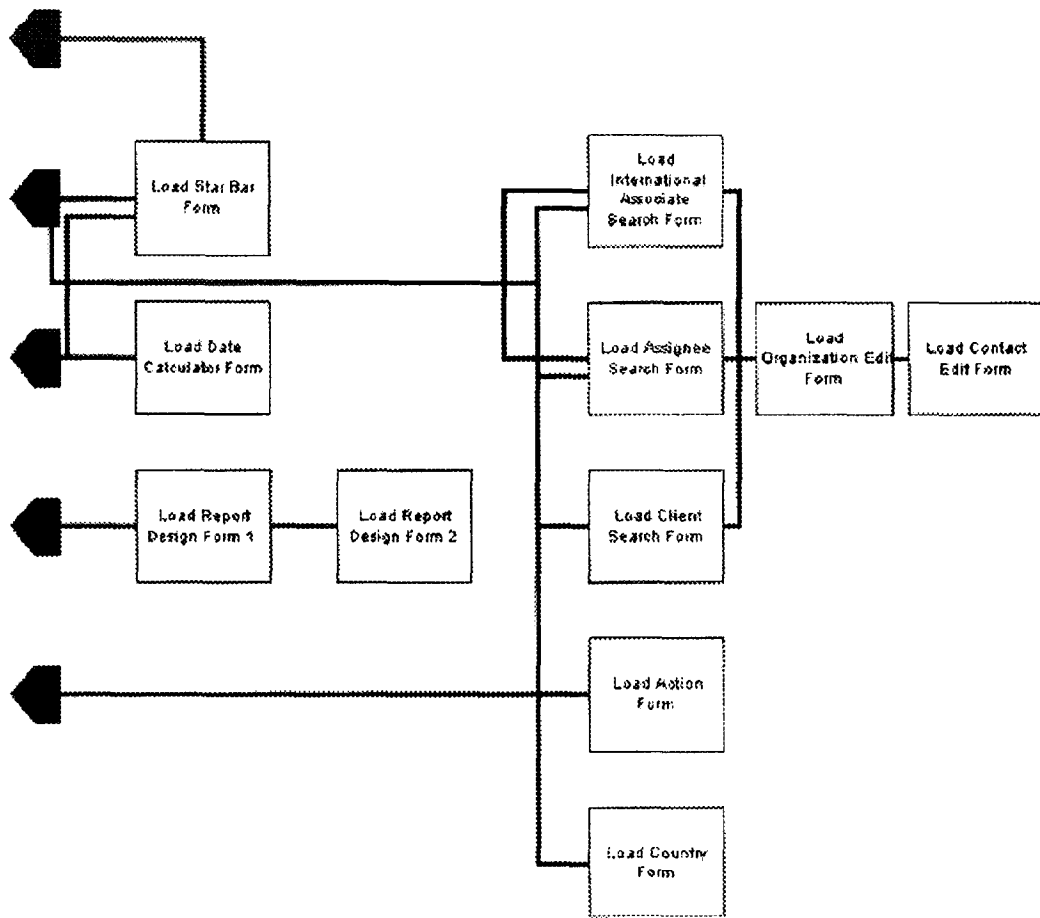 Load Star Bar
Form
Load
International
Associate
Search Form
Load Date
Calculator Form
Load Assignee
Search Form
Load
Organization Edit
Form
Load Contact
Edit Form
Load Report
Design Form 1
Load Report
Design Form 2
Load Client
Search Form
Load Action
Form
Load Country
Form